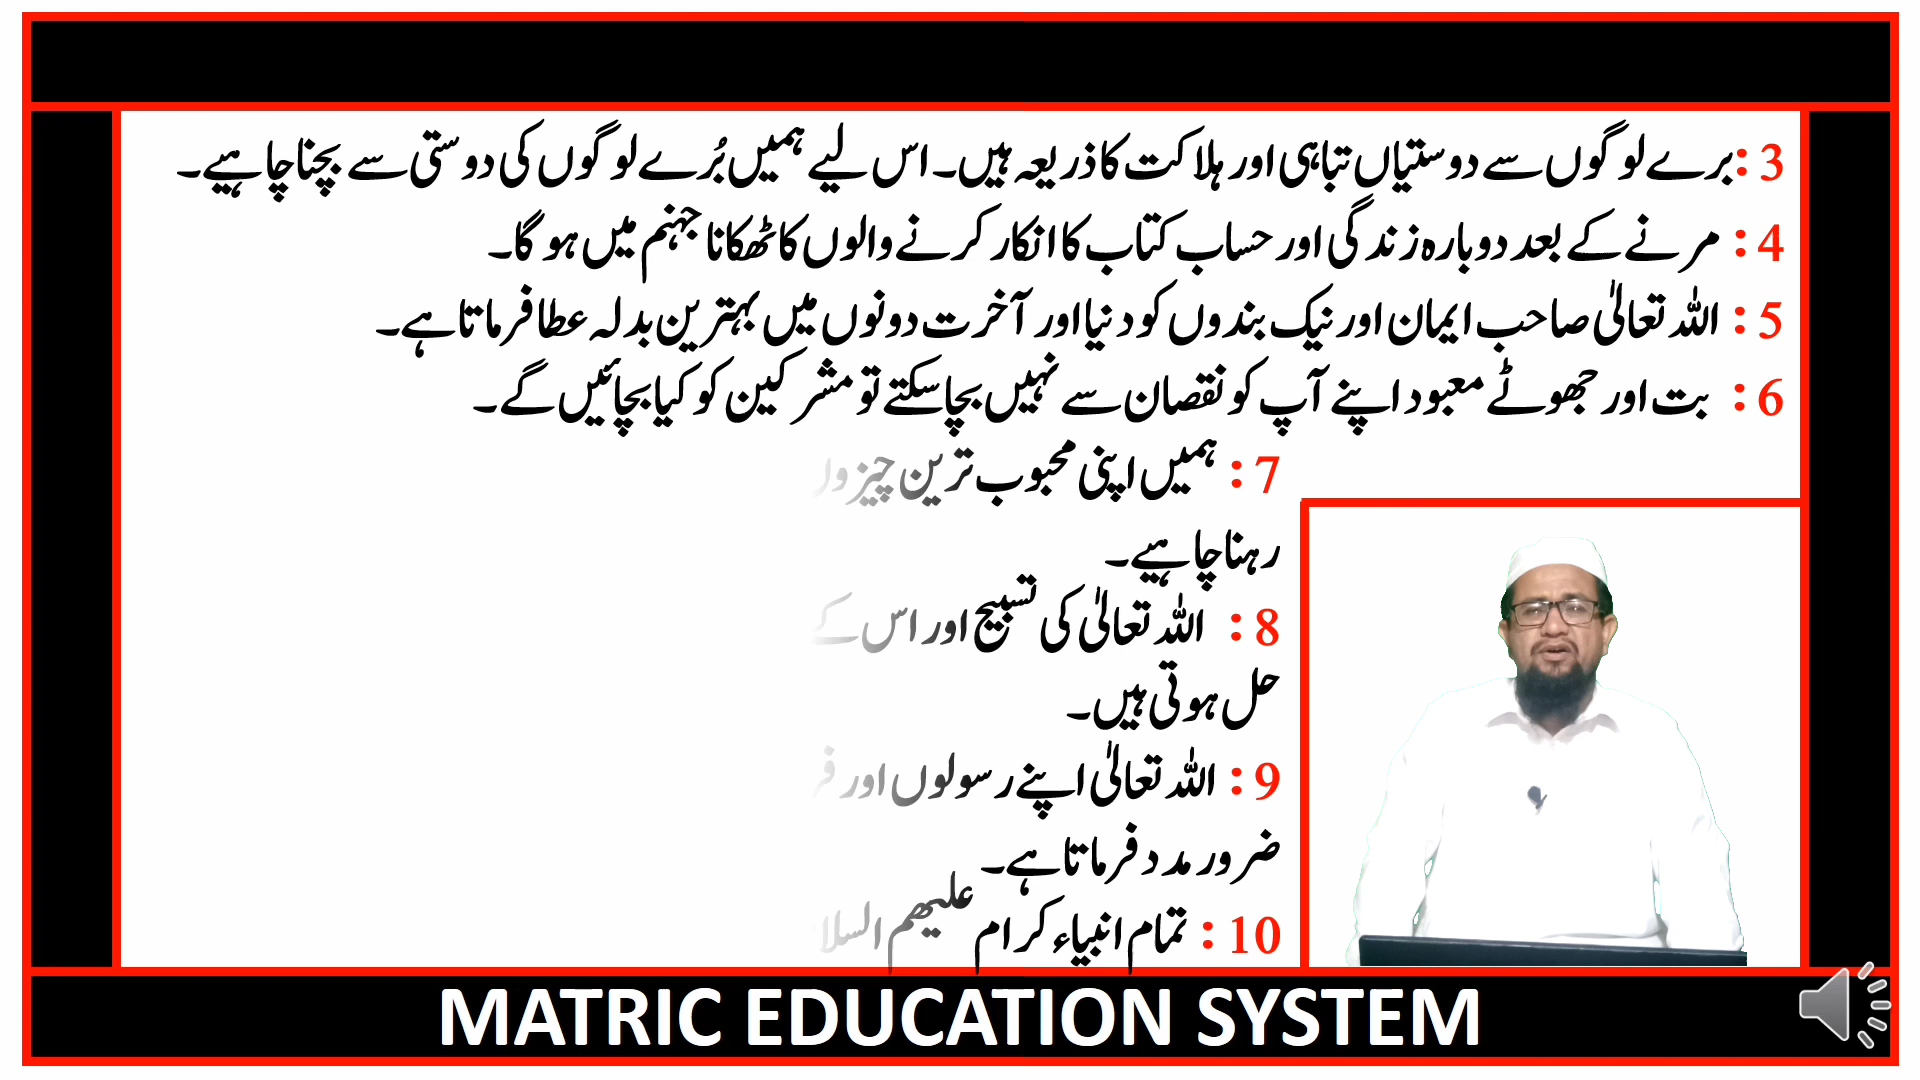 3: برے لوگوں سے دوستیاں تباہی اور ہلاکت کا ذریعہ ہیں۔ اس لیے ہمیں بُرے لوگوں کی دوستی سے بچنا چاہیے۔
4: مرنے کے بعد دوبارہ زندگی اور حساب کتاب کا انکار کرنے والوں کا ٹھکانا جہنم میں ہو گا۔
5: اللہ تعالیٰ صاحب ایمان اور نیک بندوں کو دنیا اور آخرت دونوں میں بہترین بدلہ عطا فرماتا ہے۔
6: بت اور جھوٹے معبود اپنے آپ کو نقصان سے نہیں بچا سکتے تو مشرکین کو کیا بچائیں گے۔
7: ہمیں اپنی محبوب ترین چیز
رہنا چاہیے۔
8: اللہ تعالیٰ کی تسبیح اور اس کے
حل ہوتی ہیں۔
9: اللہ تعالیٰ اپنے رسولوں اور
ضرور مدد فرماتا ہے۔
10: تمام انبیاء کرام علیھم
MATRIC EDUCATION SYSTEM